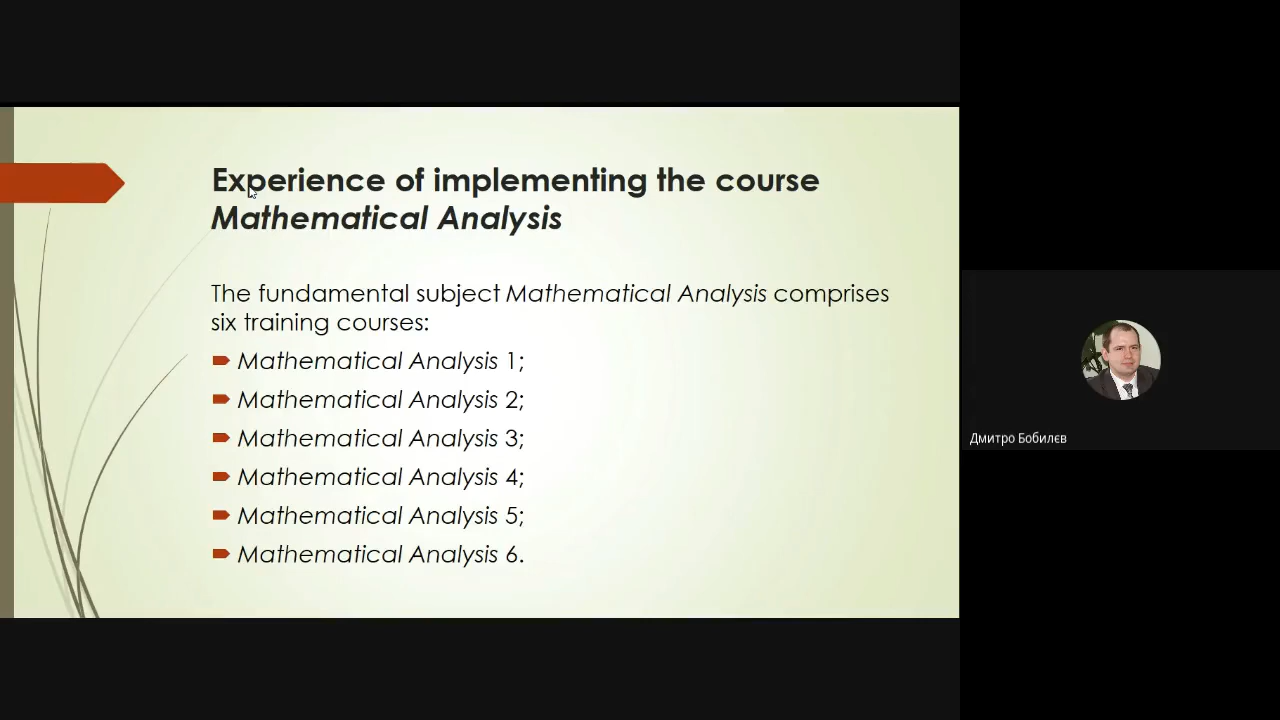 Experience of implementing the course
Mathematical Analysis
The fundamental subject Mathematical Analysis comprises
six training courses:
Mathematical Analysis 1;
Mathematical Analysis 2;
Mathematical Analysis 3;
Mathematical Analysis 4;
Mathematical Analysis 5;
Mathematical Analysis 6.
Дмитро Бобилєв